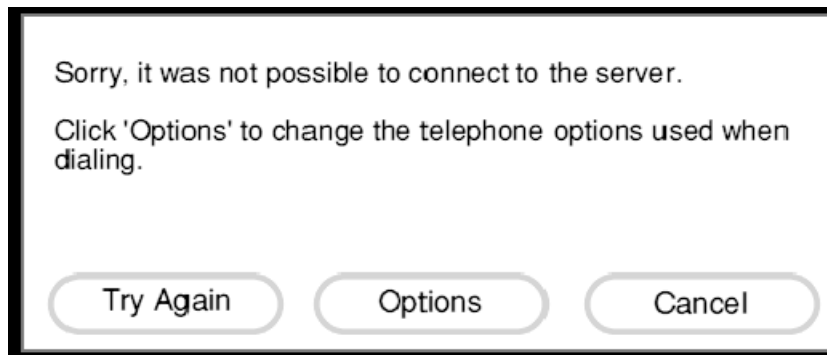 Sorry, it was not possible to connect to the server.
Click 'Options' to change the telephone options used when
dialing.
Try Again
Options
Cancel